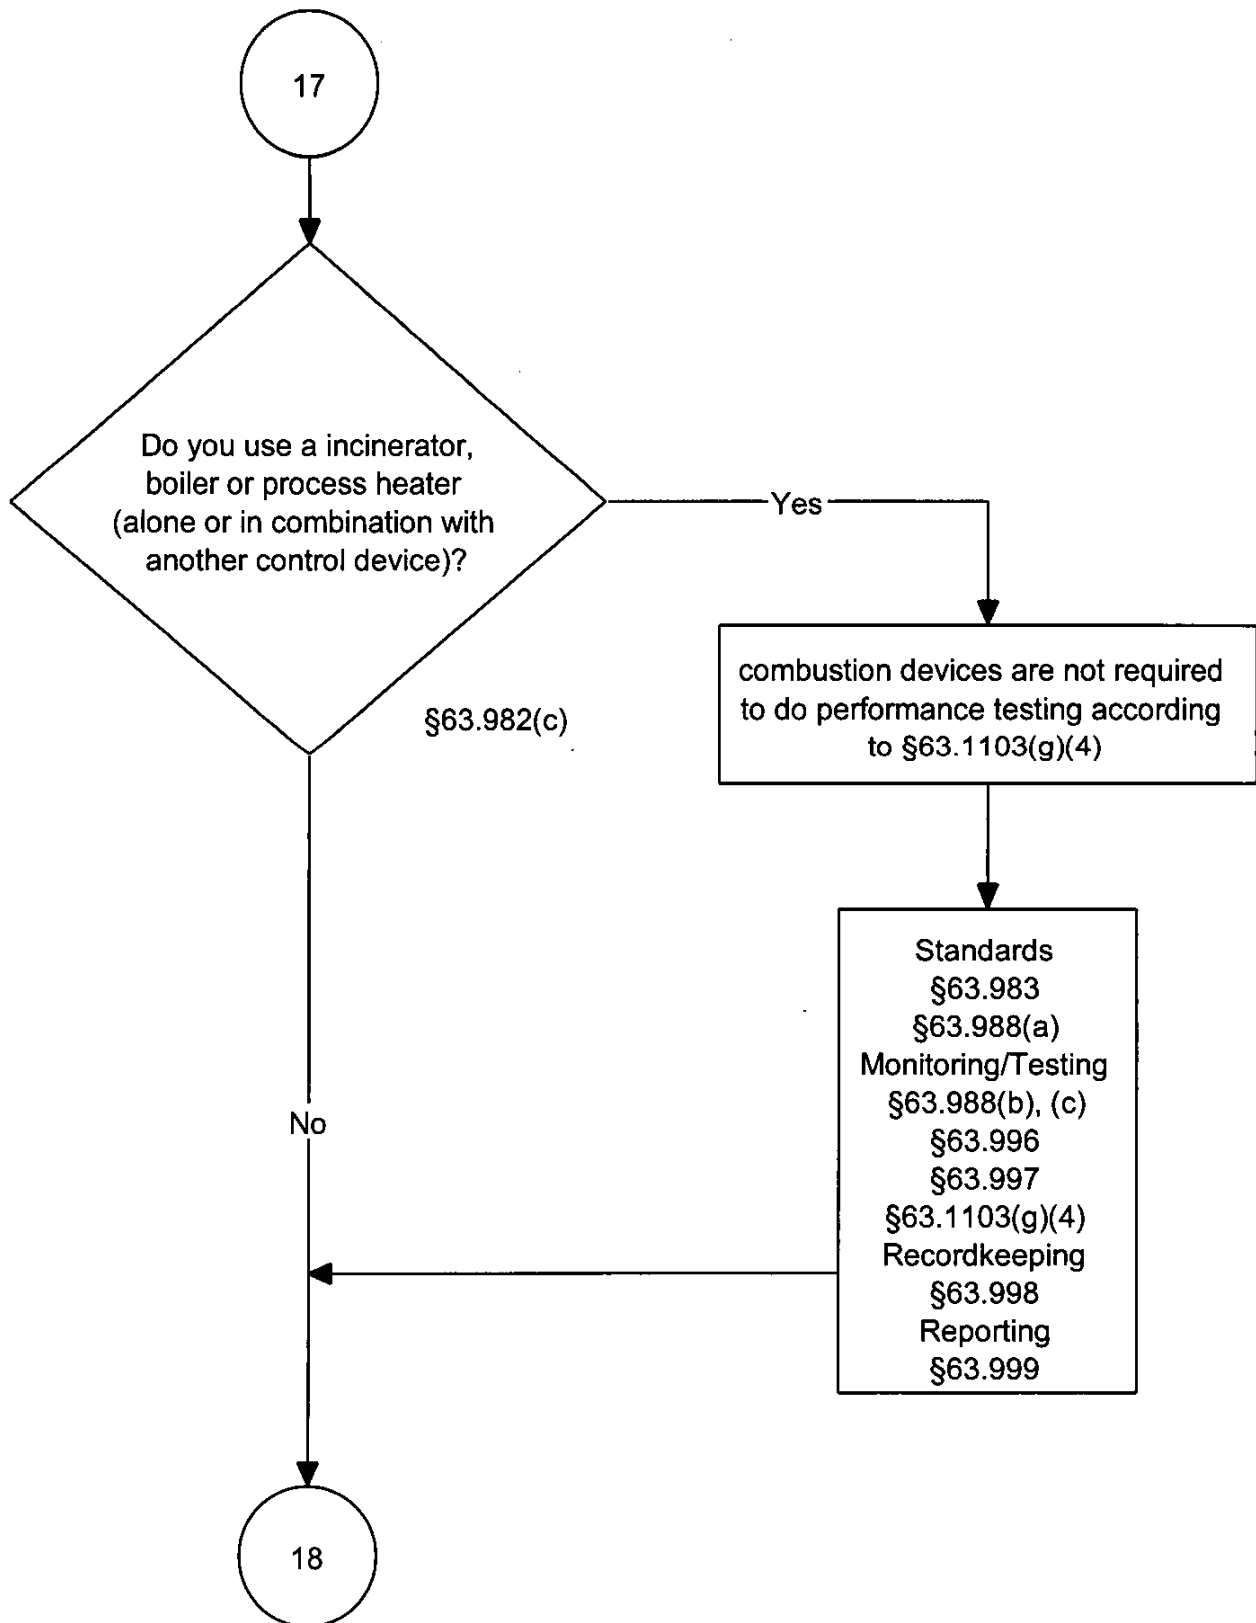 17
Do you use a incinerator,
boiler or process heater
(alone or in combination with
another control device)?
Yes
§63.982(c)
combustion devices are not required
to do performance testing according
to §63.1103(g)(4)
Standards
§63.983
§63.988(a)
Monitoring/Testing
§63.988(b), (c)
§63.996
§63.997
§63.1103(g)(4)
Recordkeeping
§63.998
Reporting
§63.999
No
18